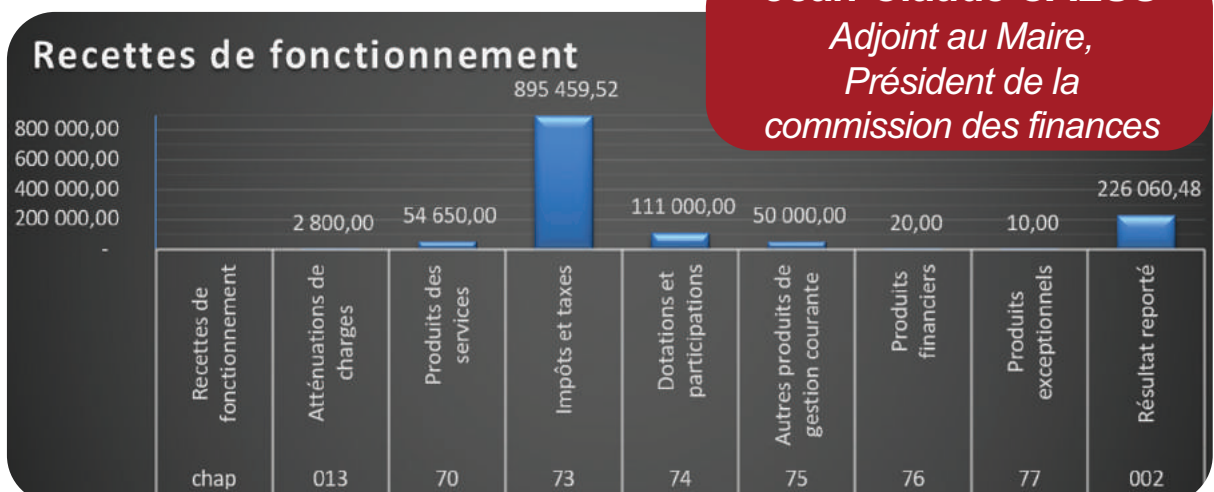 Adjoint au Maire,
Président de la
commission des finances
Recettes de fonctionnement
895 459,52
800 000,00
600 000,00
400 000,00
200 000,00
-
2 800,00
54 650,00
111 000,00
50 000,00
20,00
10,00
226 060,48
Recettes de
fonctionnement
Atténuations de
charges
Produits des
services
Impôts et taxes
Dotations et
participations
Autres produits de
gestion courante
Produits
financiers
Produits
exceptionnels
Résultat reporté
chap
013
70
73
74
75
76
77
002